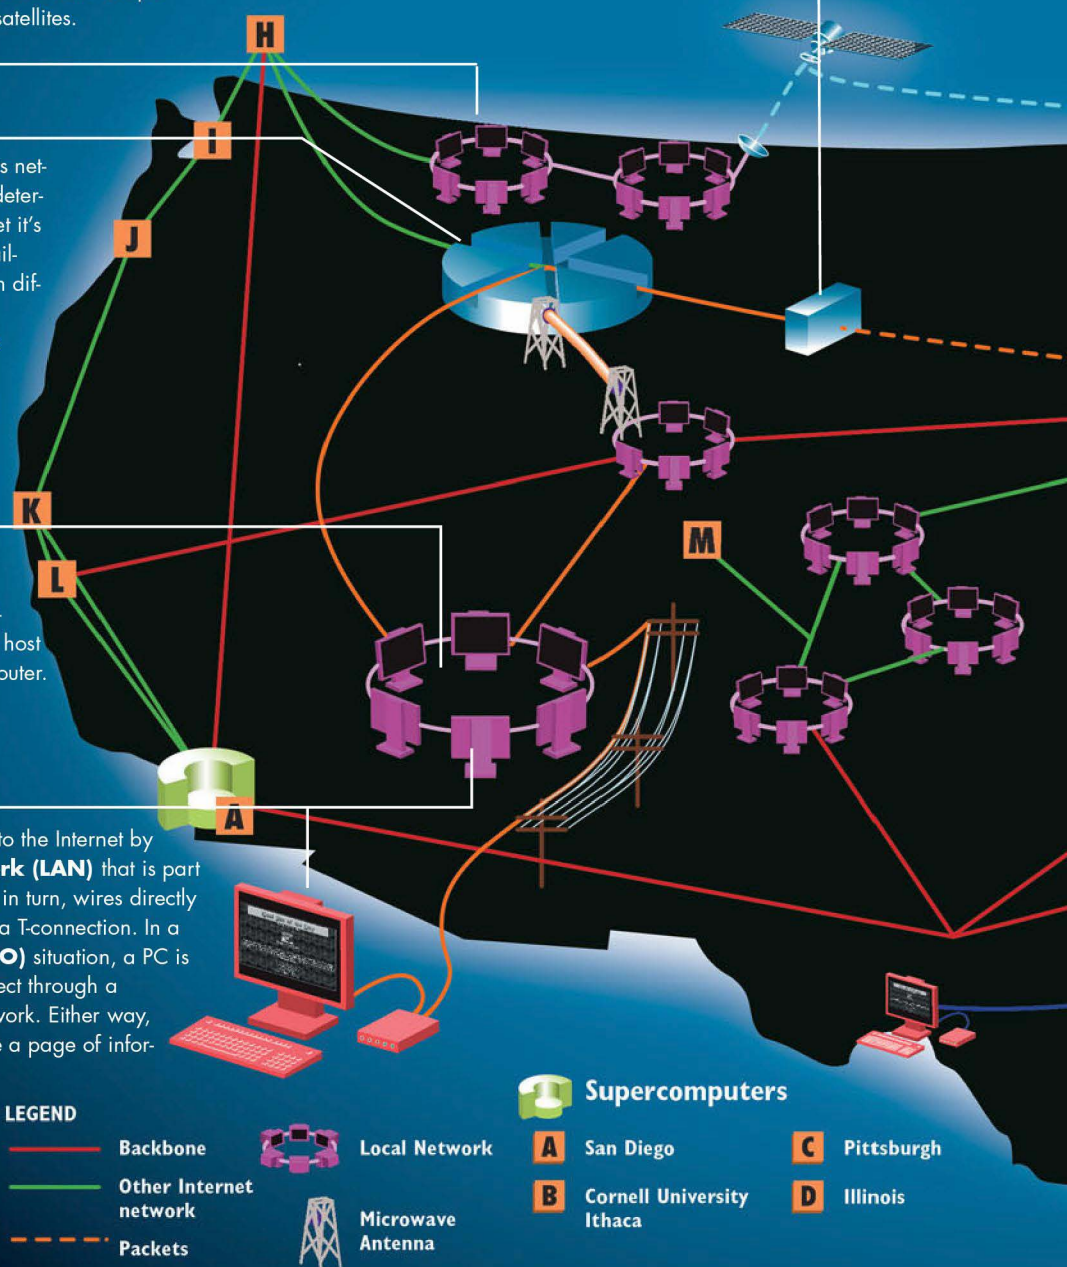 satellites.
H
I
s net-
deter-
et it's
il-
n dif-
J
K
L
M
host
outer.
A
to the Internet by
rk (LAN) that is part
in turn, wires directly
a T-connection. In a
O) situation, a PC is
ect through a
work. Either way,
e a page of infor-
LEGEND
Backbone
Other Internet
network
Packets
Local Network
Microwave
Antenna
Supercomputers
A San Diego
B Cornell University
Ithaca
C Pittsburgh
D Illinois